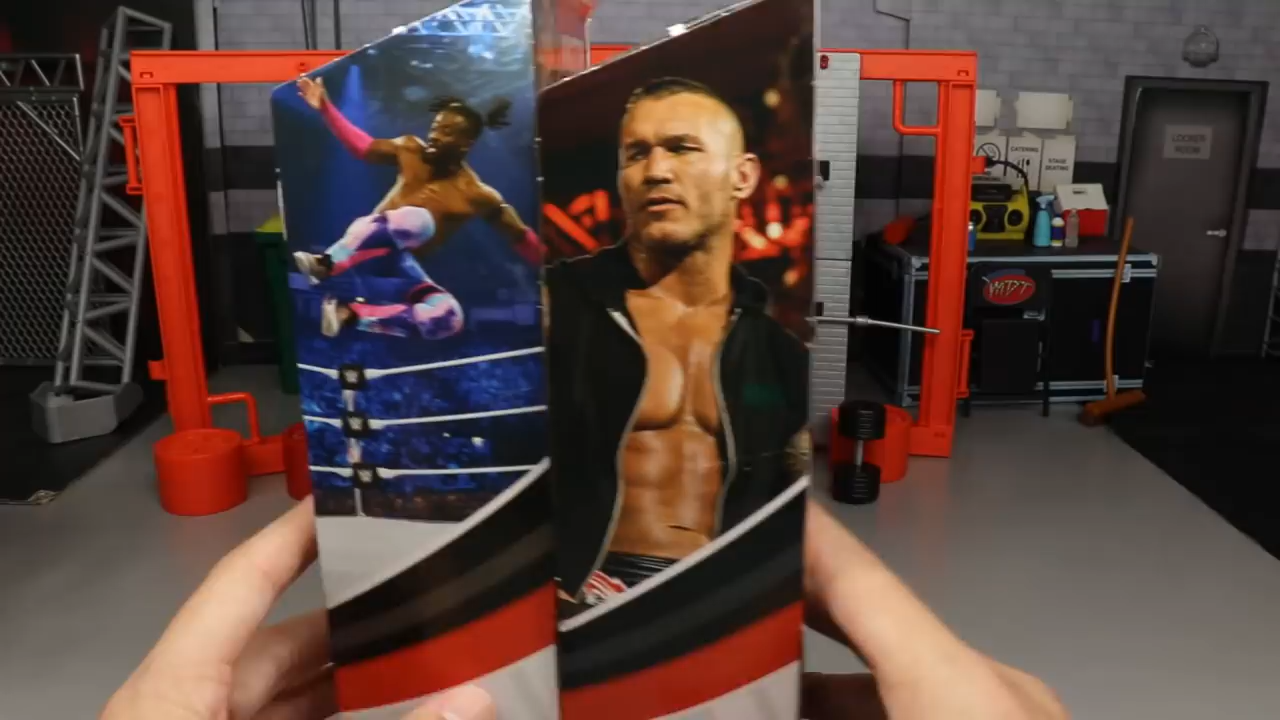 LOCKER
ROOM
CATERING
STAGE
SEATING
MDT